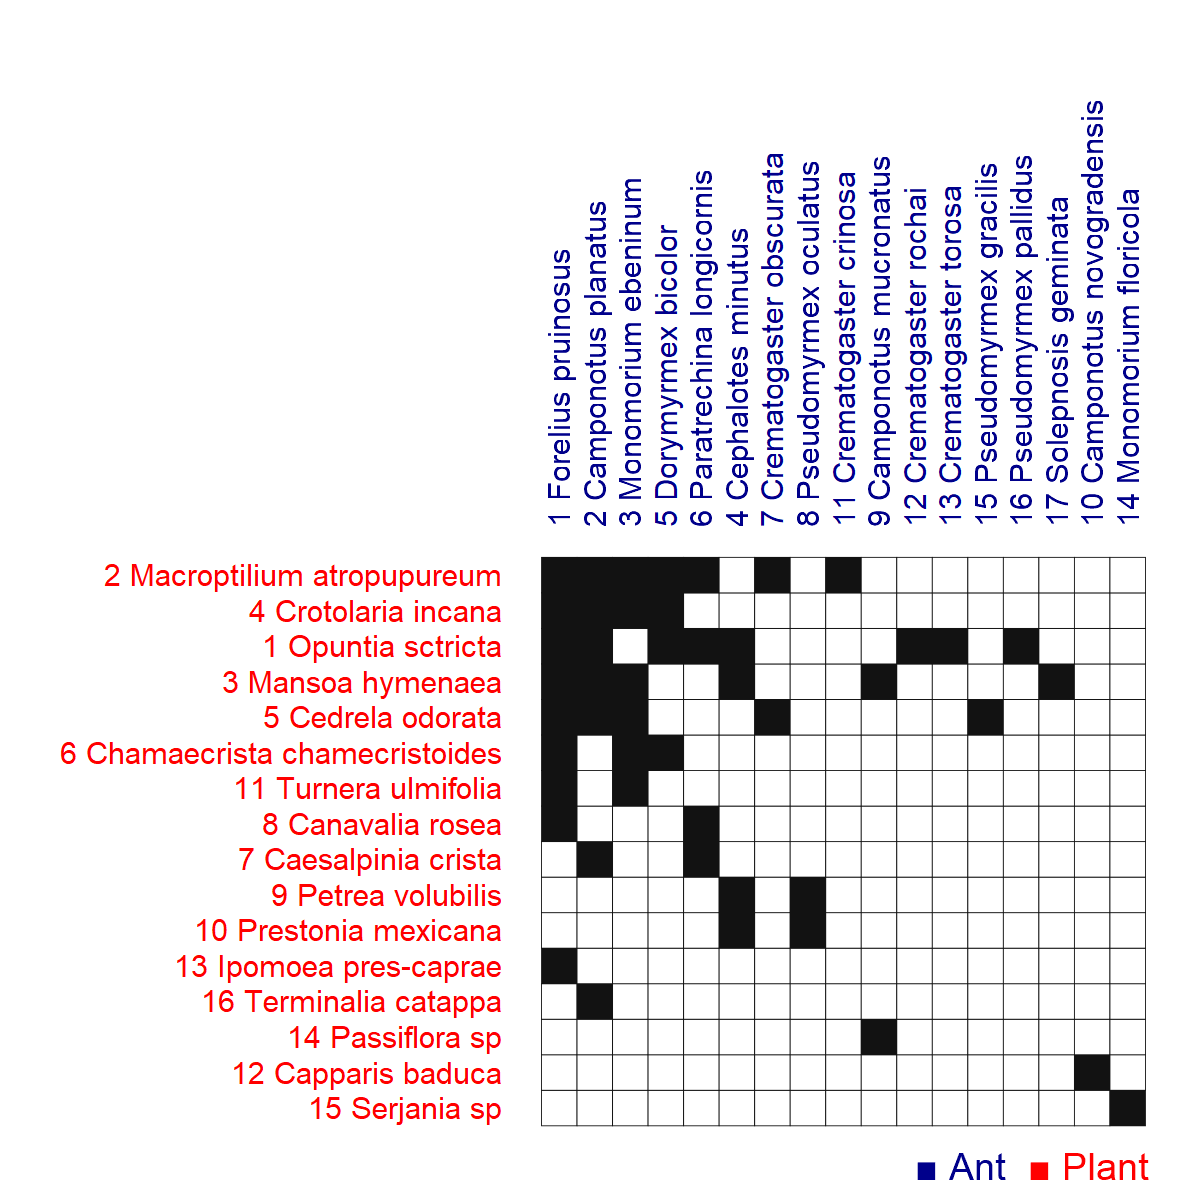 1 Forelius pruinosus
2 Camponotus planatus
3 Monomorium ebeninum
5 Dorymyrmex bicolor
6 Paratrechina longicornis
4 Cephalotes minutus
7 Crematogaster obscurata
8 Pseudomyrmex oculatus
11 Crematogaster crinosa
9 Camponotus mucronatus
12 Crematogaster rochai
13 Crematogaster torosa
15 Pseudomyrmex gracilis
16 Pseudomyrmex pallidus
17 Solepnosis geminata
10 Camponotus novogradensis
14 Monomorium floricola
2 Macroptilium atropupureum
4 Crotolaria incana
1 Opuntia sctricta
3 Mansoa hymenaea
5 Cedrela odorata
6 Chamaecrista chamecristoides
11 Turnera ulmifolia
8 Canavalia rosea
7 Caesalpinia crista
9 Petrea volubilis
10 Prestonia mexicana
13 Ipomoea pres-caprae
16 Terminalia catappa
14 Passiflora sp
12 Capparis baduca
15 Serjania sp
Ant Plant